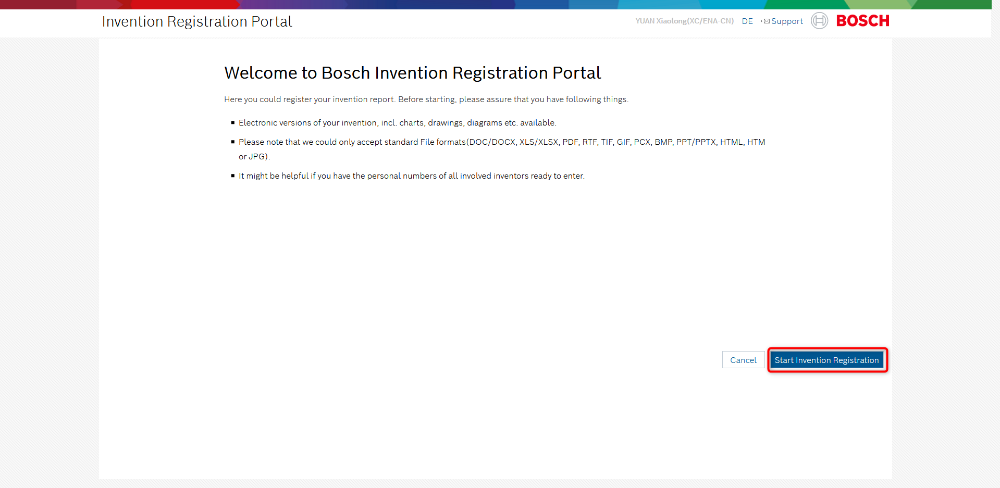 Invention Registration Portal
YUAN Xiaolong(XC/ENA-CN) DE Support BOSCH
Welcome to Bosch Invention Registration Portal
Here you could register your invention report. Before starting, please assure that you have following things.
Electronic versions of your invention, incl. charts, drawings, diagrams etc. available.
Please note that we could only accept standard File formats(DOC/DOCX, XLS/XLSX, PDF, RTF, TIF, GIF, PCX, BMP, PPT/PPTX, HTML, HTM
or JPG).
It might be helpful if you have the personal numbers of all involved inventors ready to enter.
Cancel Start Invention Registration